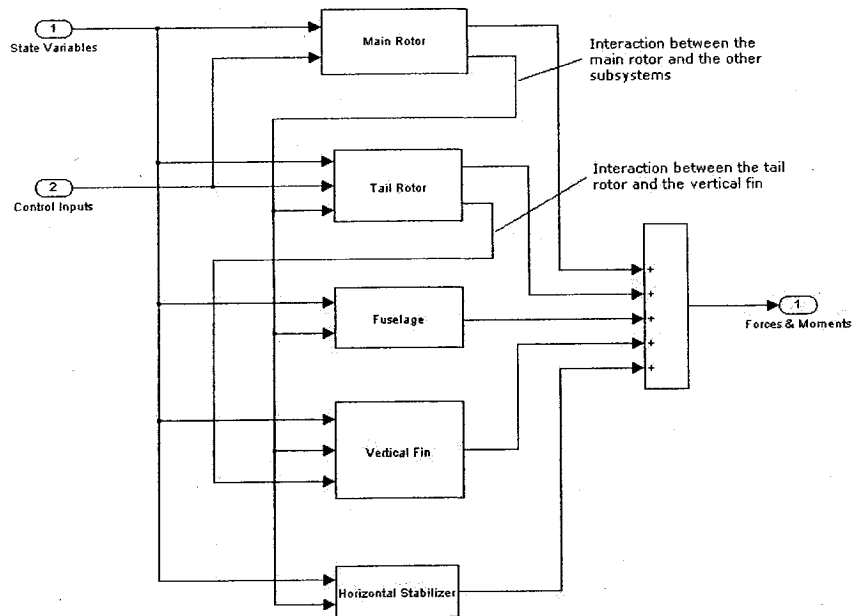 1
State Variables
Main Rotor
Interaction between the
main rotor and the other
subsystems
2
Control Inputs
Tail Rotor
Interaction between the tail
rotor and the vertical fin
Fuselage
+
+
+
+
+
1
Forces & Moments
Vertical Fin
Horizontal Stabilizer